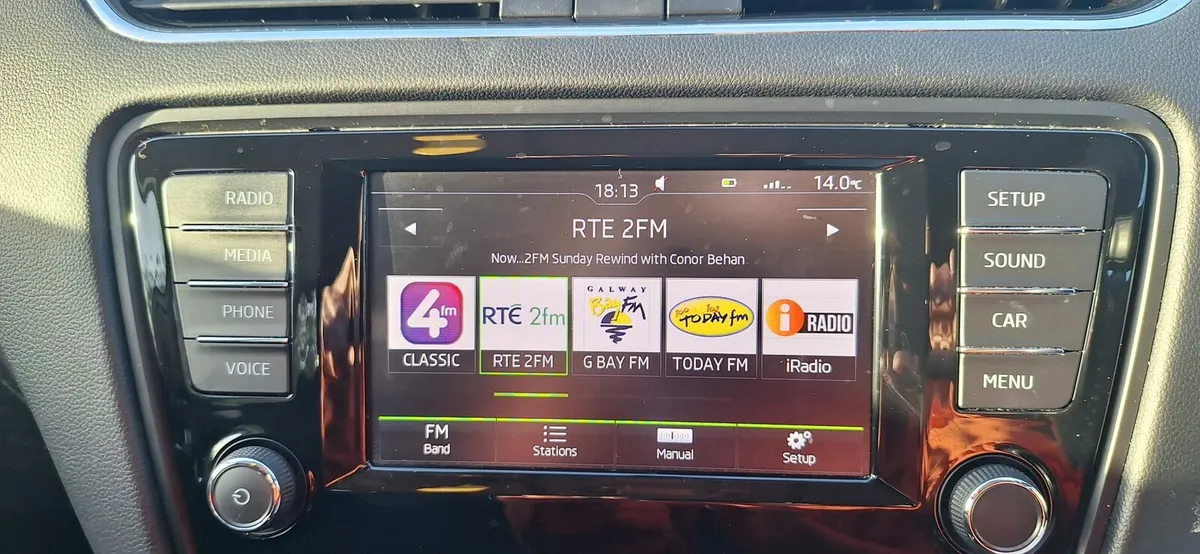 RADIO
MEDIA
PHONE
VOICE
18:13
14.0°C
RTE 2FM
Now...2FM Sunday Rewind with Conor Behan
4fm
CLASSIC
RTÉ 2fm
RTE 2FM
GALWAY
Bay FM
G BAY FM
100 102
TODAY fm
TODAY FM
i RADIO
iRadio
FM
Band
Stations
Manual
Setup
SETUP
SOUND
CAR
MENU